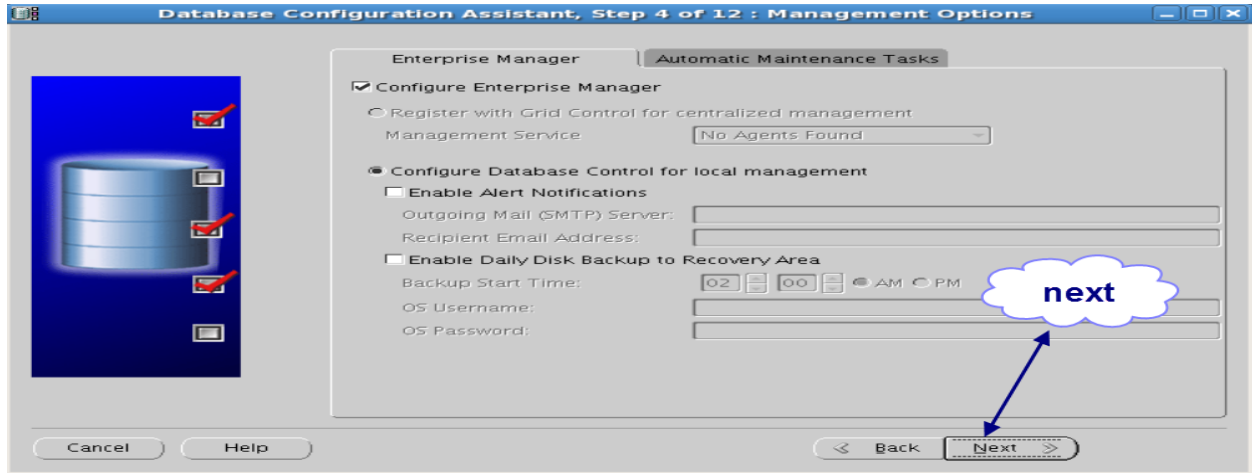 Database Configuration Assistant, Step 4 of 12 : Management Options
Enterprise Manager
Automatic Maintenance Tasks
Configure Enterprise Manager
Register with Grid Control for centralized management
Management Service
No Agents Found
Configure Database Control for local management
Enable Alert Notifications
Outgoing Mail (SMTP) Server:
Recipient Email Address:
Enable Daily Disk Backup to Recovery Area
Backup Start Time:
02
00
AM
PM
OS Username:
OS Password:
next
Cancel
Help
Back
Next